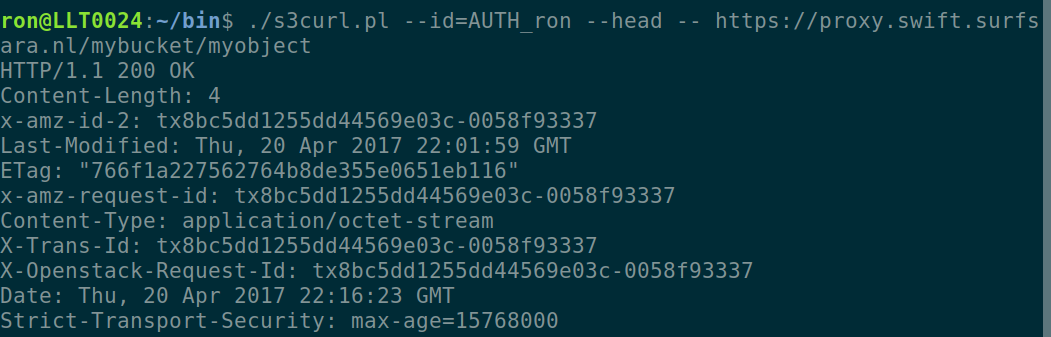 ron@LLT0024:~/bin$ ./s3curl.pl --id=AUTH_ron --head -- https://proxy.swift.surfs
ara.nl/mybucket/myobject
HTTP/1.1 200 OK
Content-Length: 4
x-amz-id-2: tx8bc5dd1255dd44569e03c-0058f93337
Last-Modified: Thu, 20 Apr 2017 22:01:59 GMT
ETag: "766f1a227562764b8de355e0651eb116"
x-amz-request-id: tx8bc5dd1255dd44569e03c-0058f93337
Content-Type: application/octet-stream
X-Trans-Id: tx8bc5dd1255dd44569e03c-0058f93337
X-Openstack-Request-Id: tx8bc5dd1255dd44569e03c-0058f93337
Date: Thu, 20 Apr 2017 22:16:23 GMT
Strict-Transport-Security: max-age=15768000